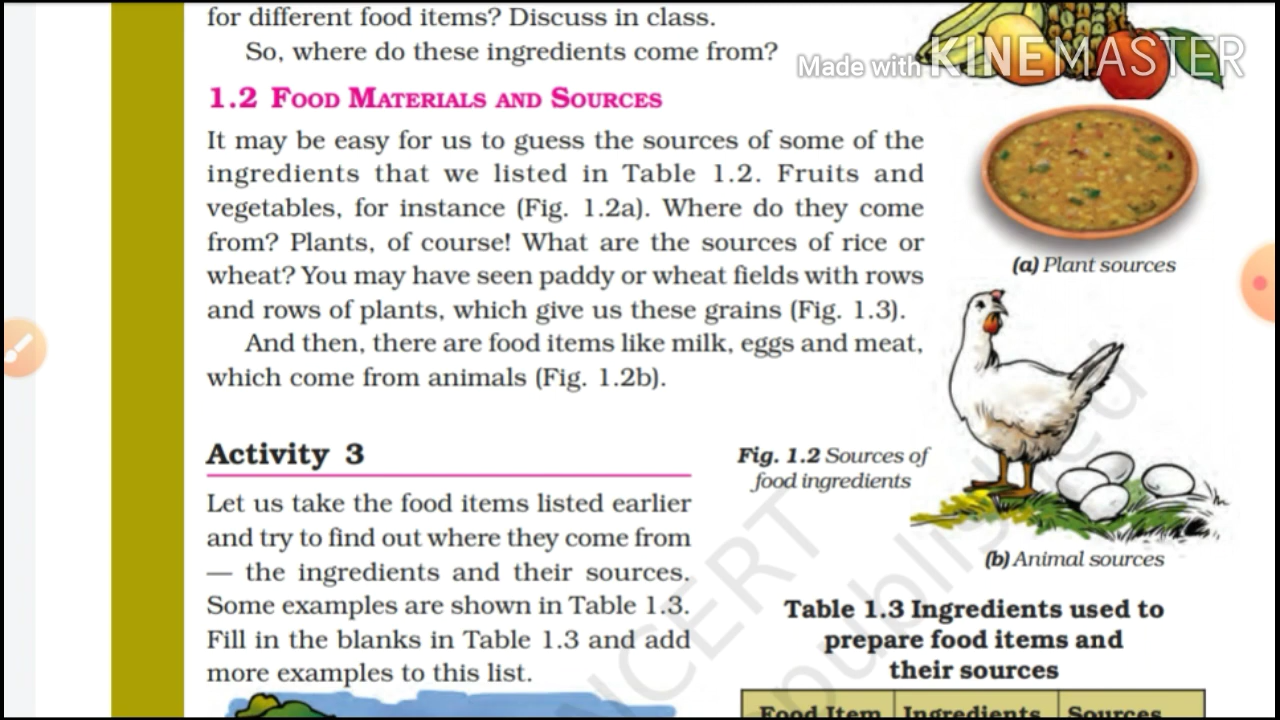 for different food items? Discuss in class.
So, where do these ingredients come from?
Made with KINEMASTER
1.2 FOOD MATERIALS AND SOURCES
It may be easy for us to guess the sources of some of the
ingredients that we listed in Table 1.2. Fruits and
vegetables, for instance (Fig. 1.2a). Where do they come
from? Plants, of course! What are the sources of rice or
wheat? You may have seen paddy or wheat fields with rows
and rows of plants, which give us these grains (Fig. 1.3).
And then, there are food items like milk, eggs and meat,
which come from animals (Fig. 1.2b).
(a) Plant sources
Activity 3
Let us take the food items listed earlier
and try to find out where they come from
— the ingredients and their sources.
Some examples are shown in Table 1.3.
Fill in the blanks in Table 1.3 and add
more examples to this list.
Fig. 1.2 Sources of
food ingredients
(b) Animal sources
Table 1.3 Ingredients used to
prepare food items and
their sources
Food Item Ingredients Sources
NCERT
published